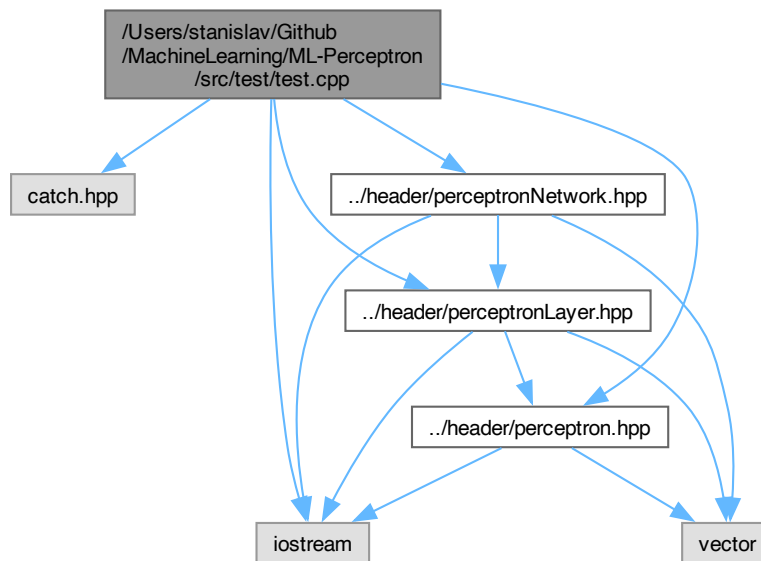 /Users/stanislav/Github
/MachineLearning/ML-Perceptron
/src/test/test.cpp
catch.hpp
../header/perceptronNetwork.hpp
../header/perceptronLayer.hpp
../header/perceptron.hpp
iostream
vector